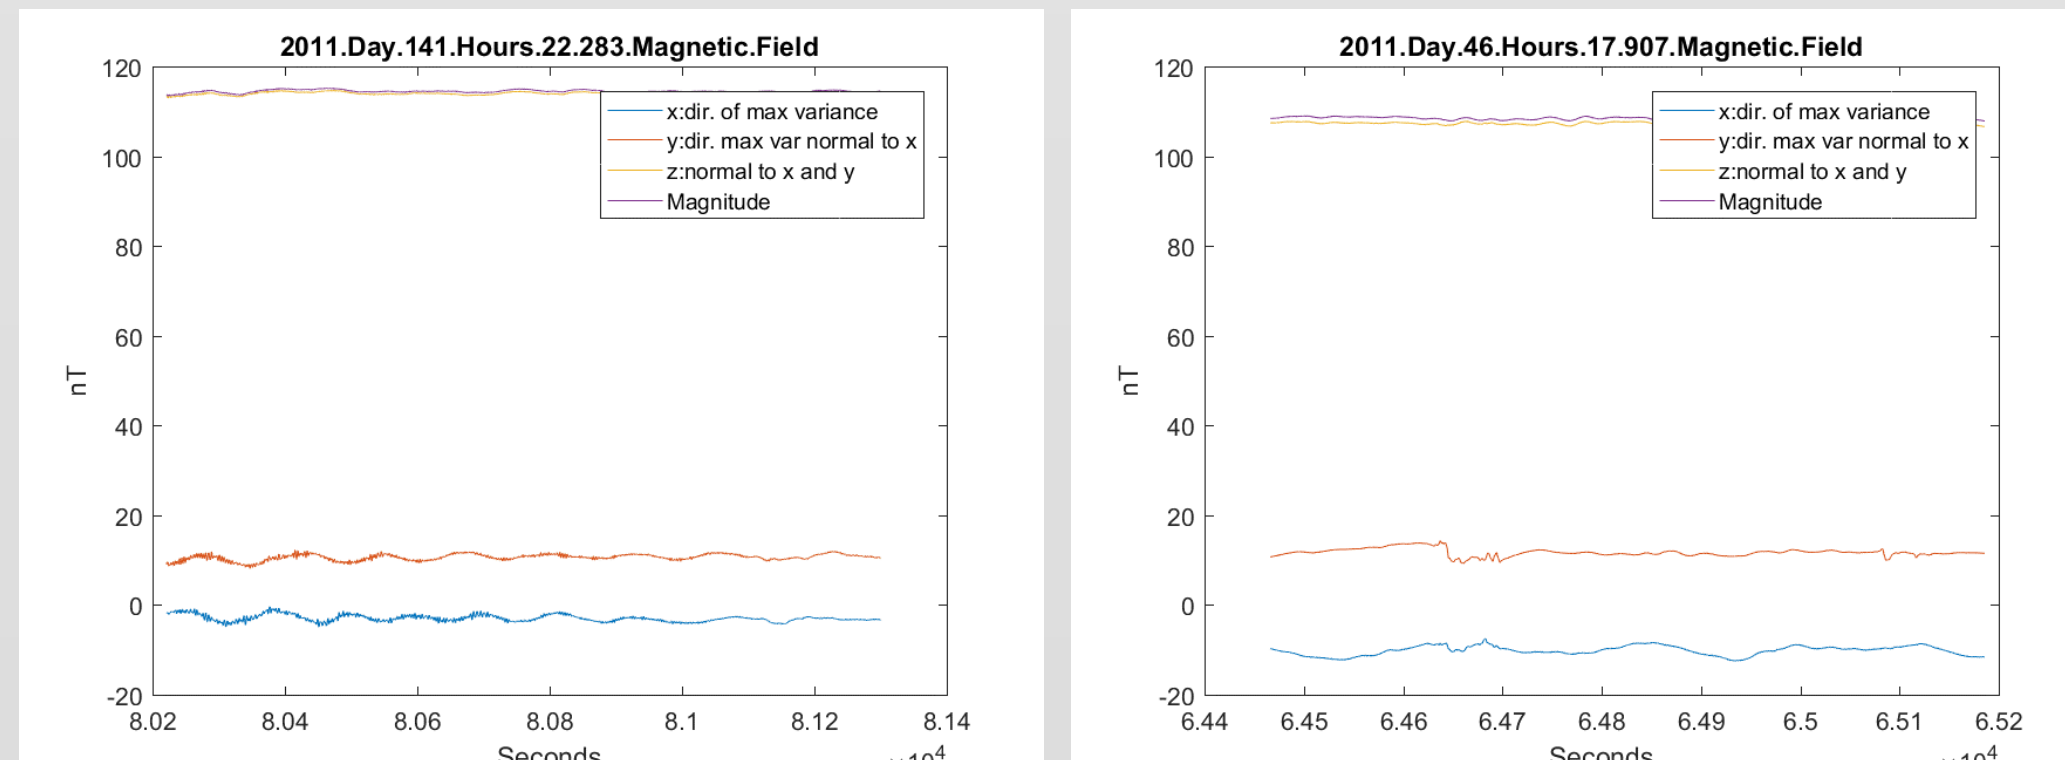 2011.Day.141.Hours.22.283.Magnetic.Field
120
100
80
60
40
20
0
-20
nT
x:dir. of max variance
y:dir. max var normal to x
z:normal to x and y
Magnitude
8.02 8.04 8.06 8.08 8.1 8.12 8.14
Seconds
×10⁴
2011.Day.46.Hours.17.907.Magnetic.Field
120
100
80
60
40
20
0
-20
nT
x:dir. of max variance
y:dir. max var normal to x
z:normal to x and y
Magnitude
6.44 6.45 6.46 6.47 6.48 6.49 6.5 6.51 6.52
Seconds
×10⁴